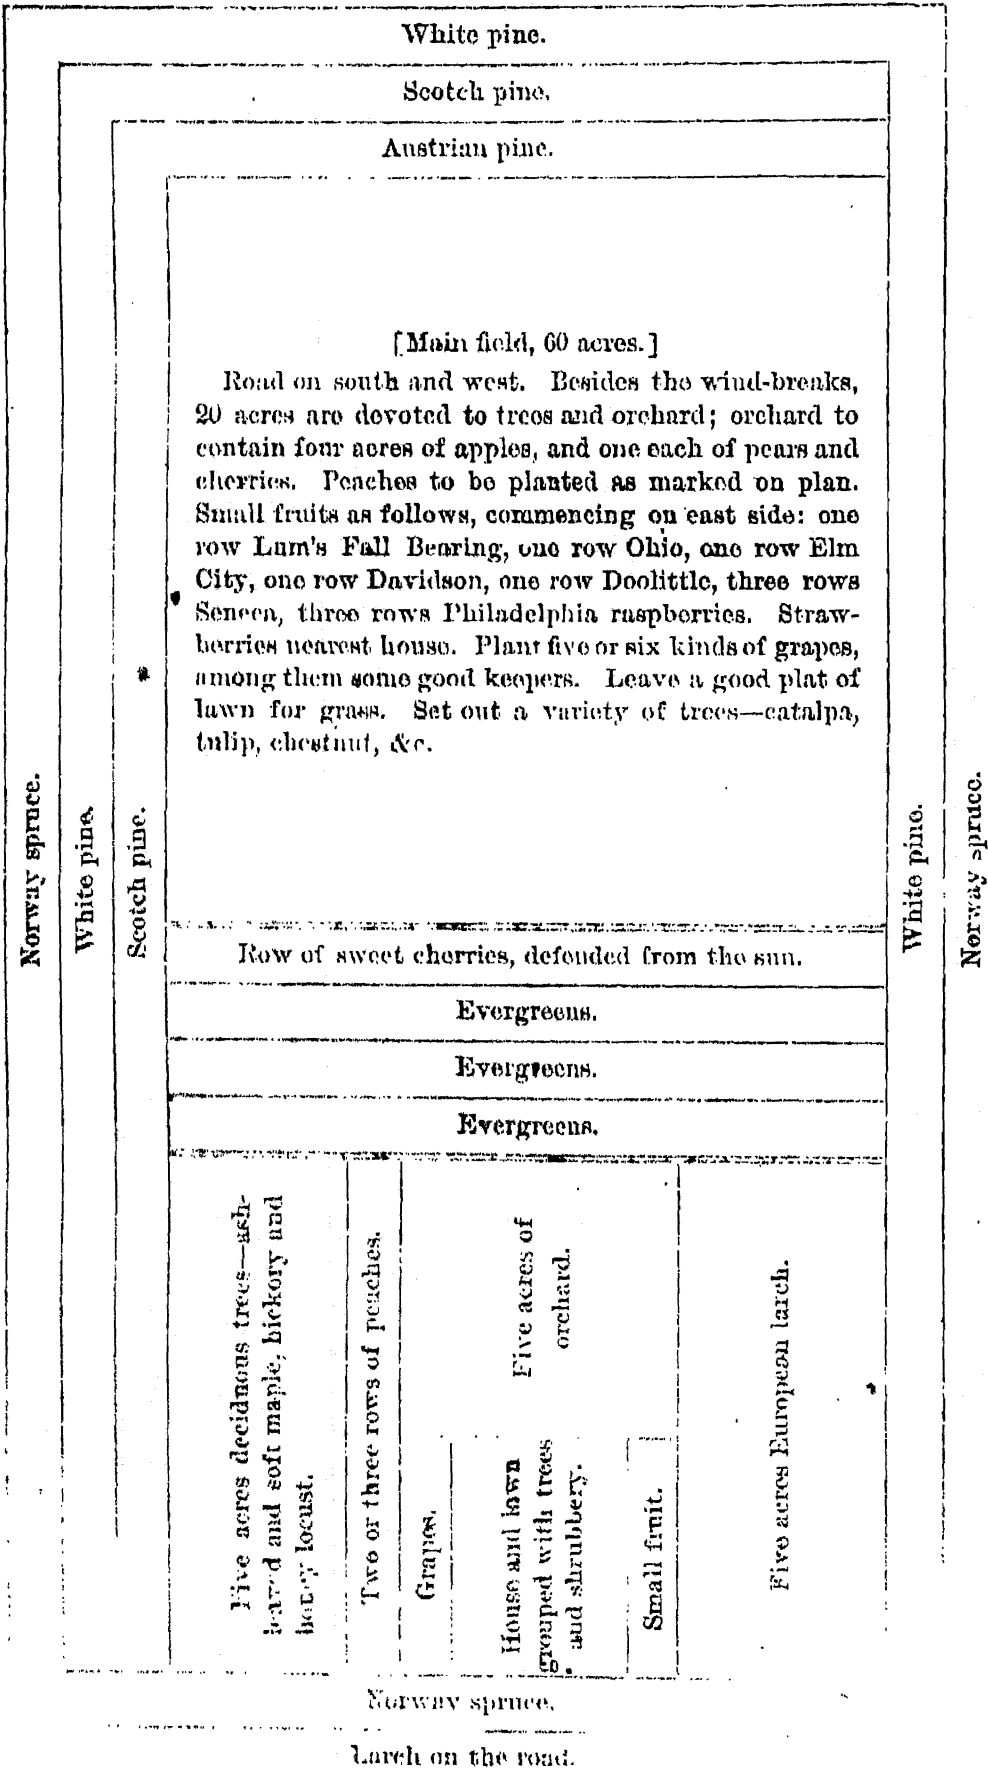 White pine.
Scotch pine.
Austrian pine.
[Main field, 60 acres.]
Road on south and west. Besides the wind-breaks,
20 acres are devoted to trees and orchard; orchard to
contain four acres of apples, and one each of pears and
cherries. Peaches to be planted as marked on plan.
Small fruits as follows, commencing on east side: one
row Lum's Fall Bearing, one row Ohio, one row Elm
City, one row Davidson, one row Doolittle, three rows
Seneca, three rows Philadelphia raspberries. Straw-
berries nearest house. Plant five or six kinds of grapes,
among them some good keepers. Leave a good plat of
lawn for grass. Set out a variety of trees—catalpa,
tulip, chestnut, &c.
Norway spruce.
White pine.
Scotch pine.
White pine.
Norway spruce.
Row of sweet cherries, defended from the sun.
Evergreens.
Evergreens.
Evergreens.
Five acres decidnous trees—ash-
leav'd and soft maple, hickory and
honey locust.
Two or three rows of peaches.
Grapes.
Five acres of
orchard.
House and lown
grouped with trees
and shrubbery.
Small fruit.
Five acres European larch.
Norway spruce.
Larch on the road.